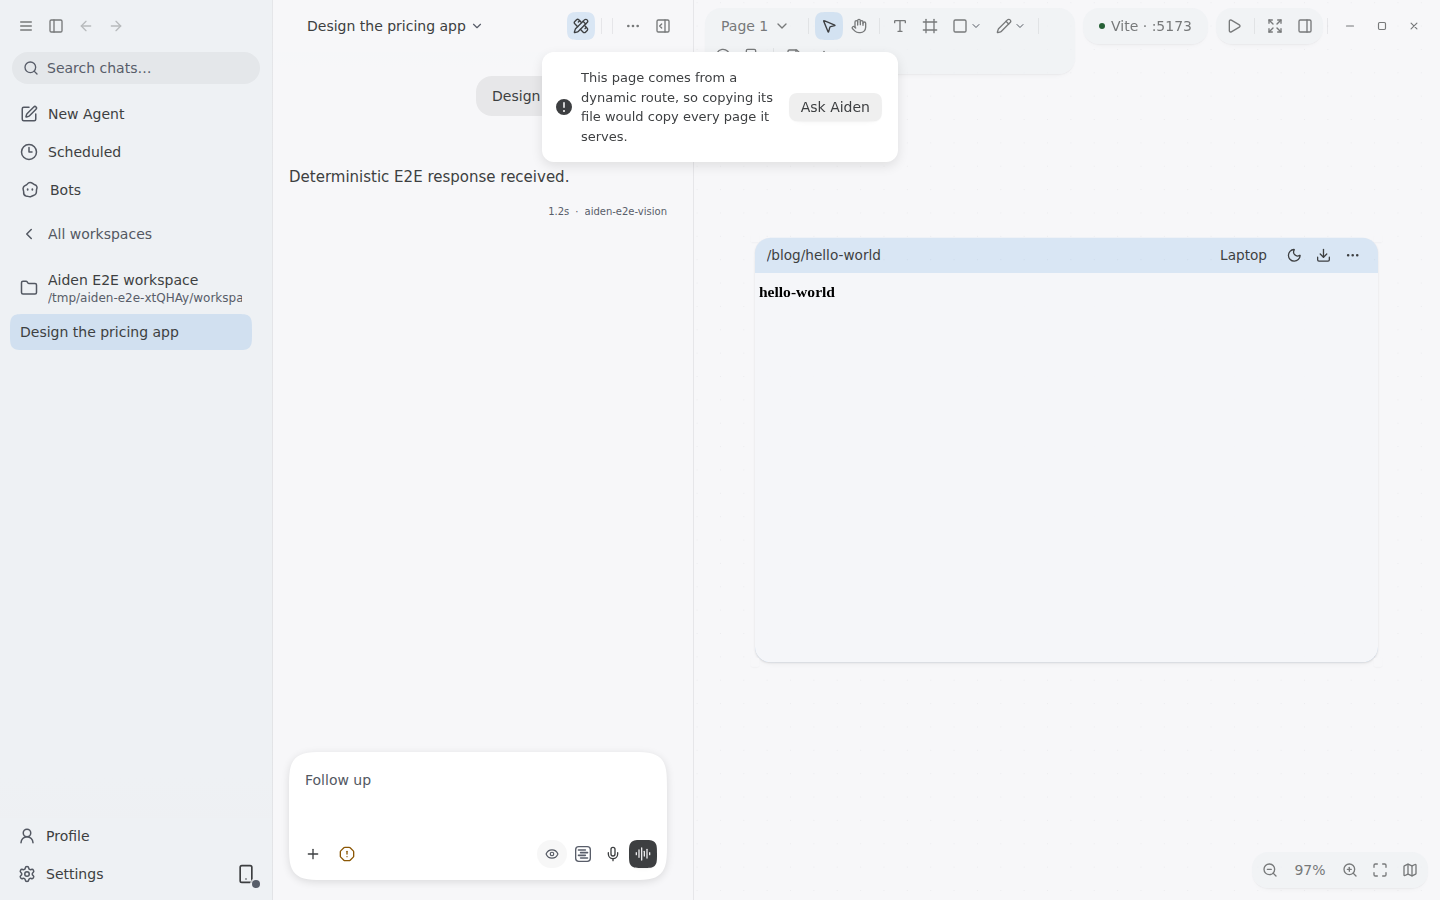 Search chats…
New Agent
Scheduled
Bots
All workspaces
Aiden E2E workspace
/tmp/aiden-e2e-xtQHAy/workspa
Design the pricing app
Profile
Settings
Design the pricing app
Design
Deterministic E2E response received.
1.2s · aiden-e2e-vision
Follow up
This page comes from a
dynamic route, so copying its
file would copy every page it
serves.
Ask Aiden
Page 1
Vite · :5173
/blog/hello-world
Laptop
hello-world
97%